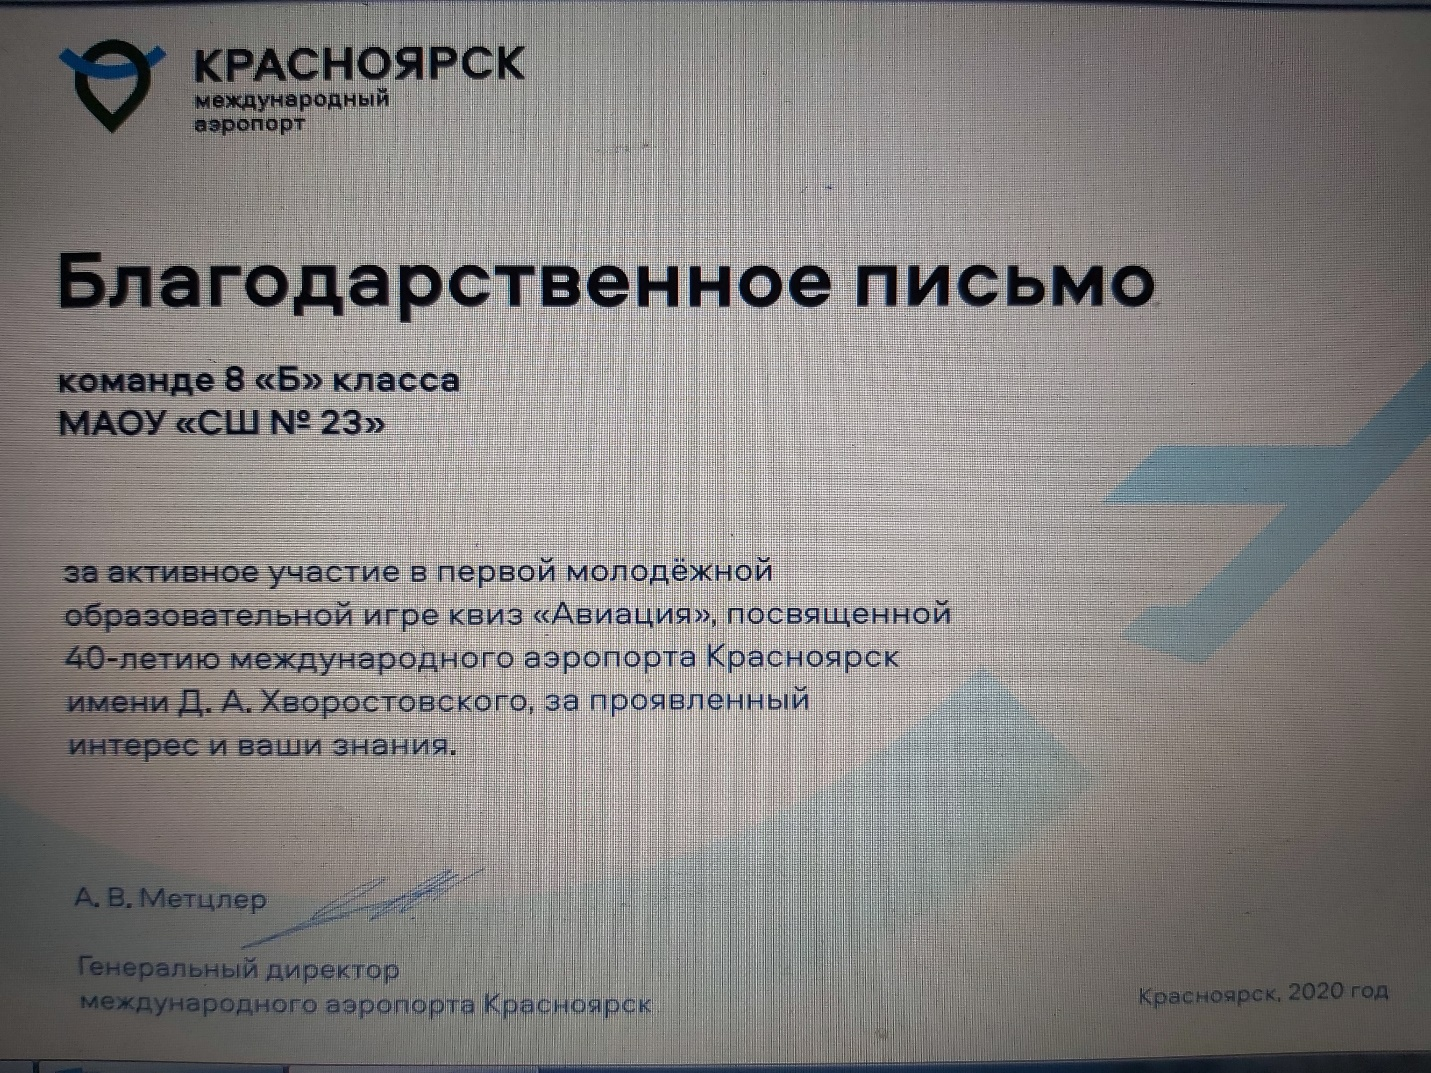 КРАСНОЯРСК
международный
аэропорт
Благодарственное письмо
команде 8 «Б» класса
МАОУ «СШ № 23»
за активное участие в первой молодёжной
образовательной игре квиз «Авиация», посвященной
40-летию международного аэропорта Красноярск
имени Д. А. Хворостовского, за проявленный
интерес и ваши знания.
А. В. Метцлер
Генеральный директор
международного аэропорта Красноярск
Красноярск, 2020 год